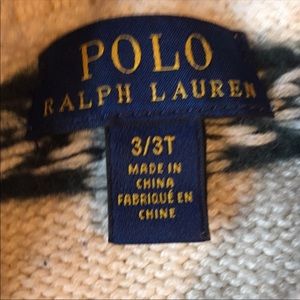 POLO
RALPH LAUREN
3/3T
MADE IN
CHINA
FABRIQUÉ EN
CHINE